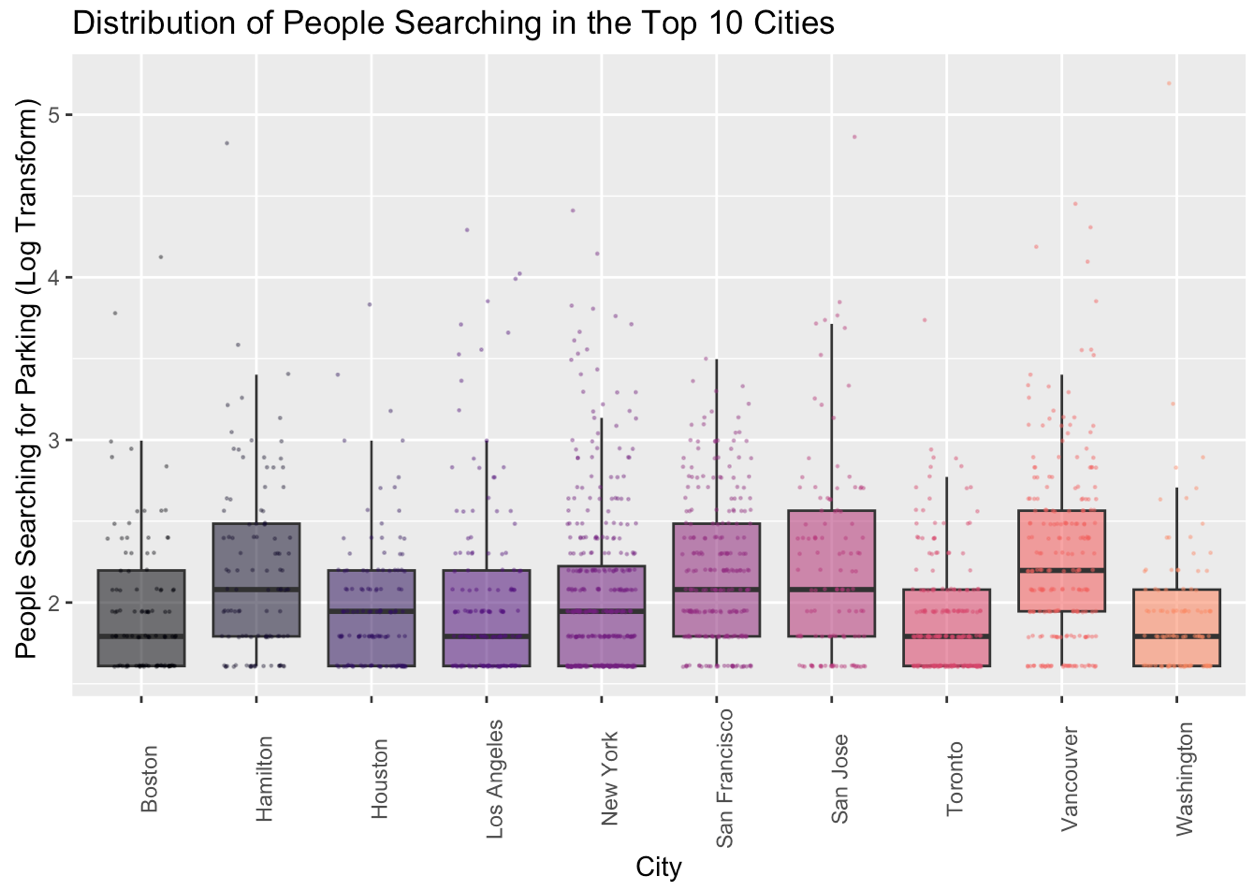 Distribution of People Searching in the Top 10 Cities
People Searching for Parking (Log Transform)
5
4
3
2
Boston
Hamilton
Houston
Los Angeles
New York
San Francisco
San Jose
Toronto
Vancouver
Washington
City